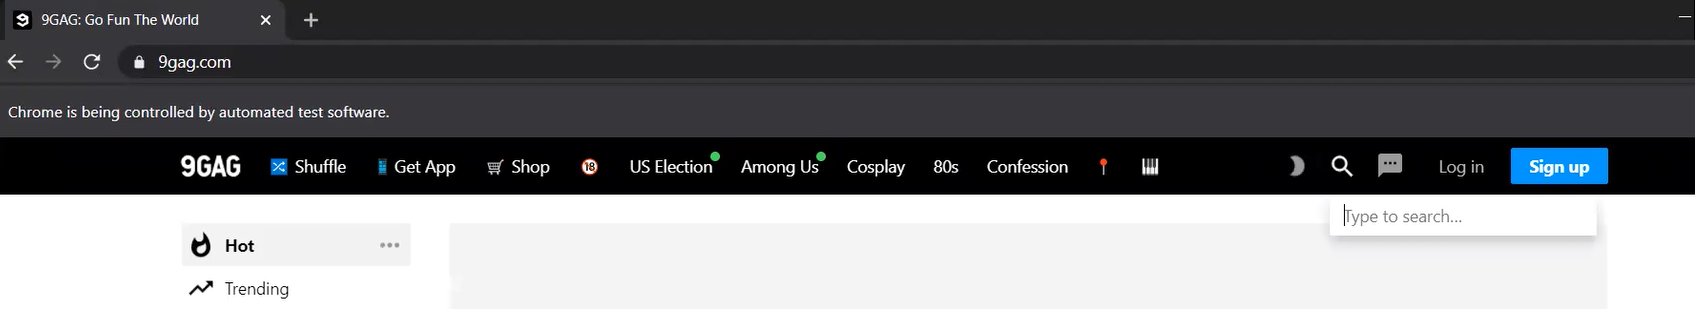 9GAG: Go Fun The World
9gag.com
Chrome is being controlled by automated test software.
9GAG Shuffle Get App Shop 18 US Election Among Us Cosplay 80s Confession Log in Sign up
Type to search...
Hot
Trending